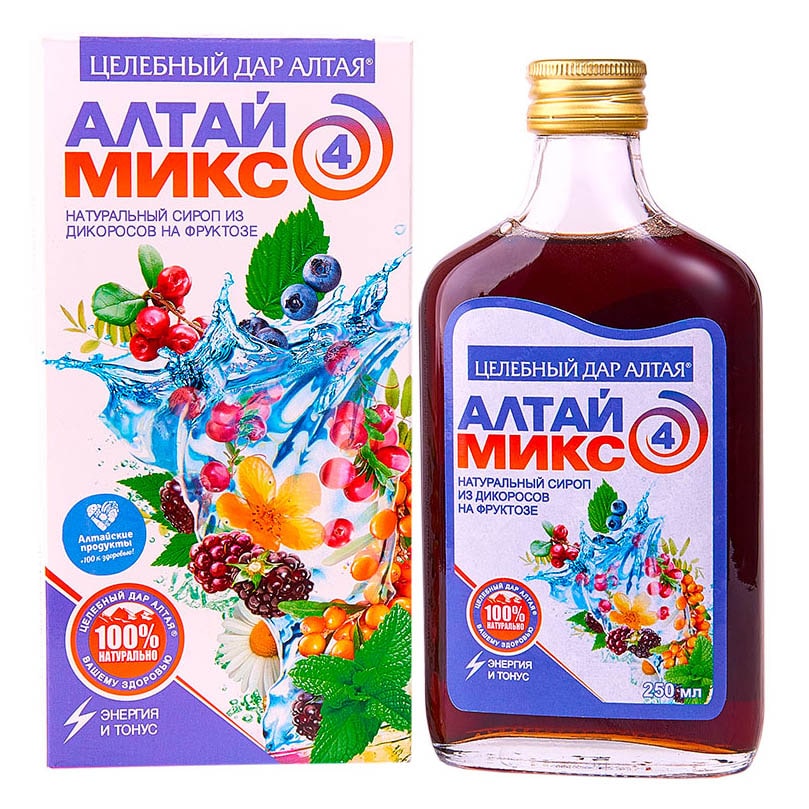 ЦЕЛЕБНЫЙ ДАР АЛТАЯ®
АЛТАЙ
МИКС 4
НАТУРАЛЬНЫЙ СИРОП ИЗ
ДИКОРОСОВ НА ФРУКТОЗЕ
Алтайские
продукты
+100 к здоровью!
ЦЕЛЕБНЫЙ ДАР АЛТАЯ®
100%
НАТУРАЛЬНО
ВАШЕМУ ЗДОРОВЬЮ
ЭНЕРГИЯ
И ТОНУС
ЦЕЛЕБНЫЙ ДАР АЛТАЯ®
АЛТАЙ
МИКС 4
НАТУРАЛЬНЫЙ СИРОП
ИЗ ДИКОРОСОВ
НА ФРУКТОЗЕ
ЦЕЛЕБНЫЙ ДАР АЛТАЯ®
100%
НАТУРАЛЬНО
ВАШЕМУ ЗДОРОВЬЮ
ЭНЕРГИЯ
И ТОНУС
250 мл